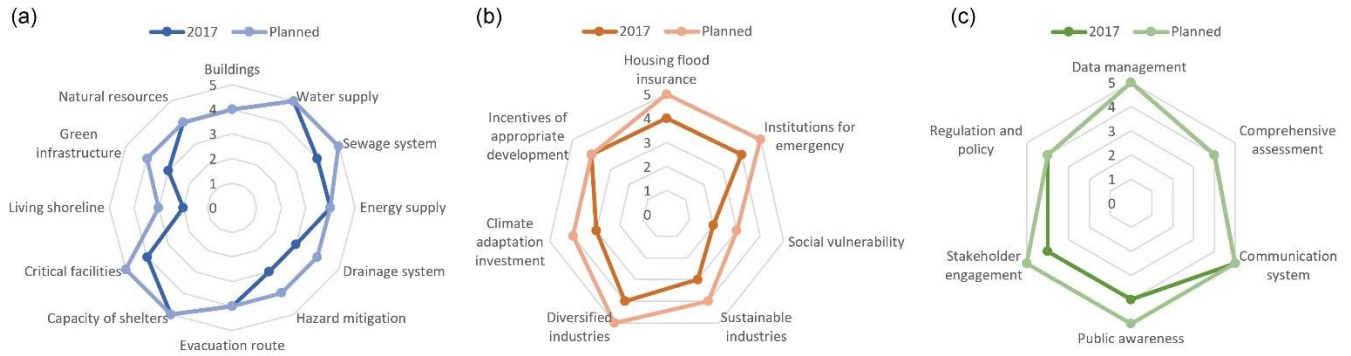 (a)
2017 Planned
Buildings
Water supply
Sewage system
Energy supply
Drainage system
Hazard mitigation
Evacuation route
Capacity of shelters
Critical facilities
Living shoreline
Green
infrastructure
Natural resources
5
4
3
2
1
0
(b)
2017 Planned
Housing flood
insurance
Institutions for
emergency
Social vulnerability
Sustainable
industries
Diversified
industries
Climate
adaptation
investment
Incentives of
appropriate
development
5
4
3
2
1
0
(c)
2017 Planned
Data management
Comprehensive
assessment
Communication
system
Public awareness
Stakeholder
engagement
Regulation and
policy
5
4
3
2
1
0